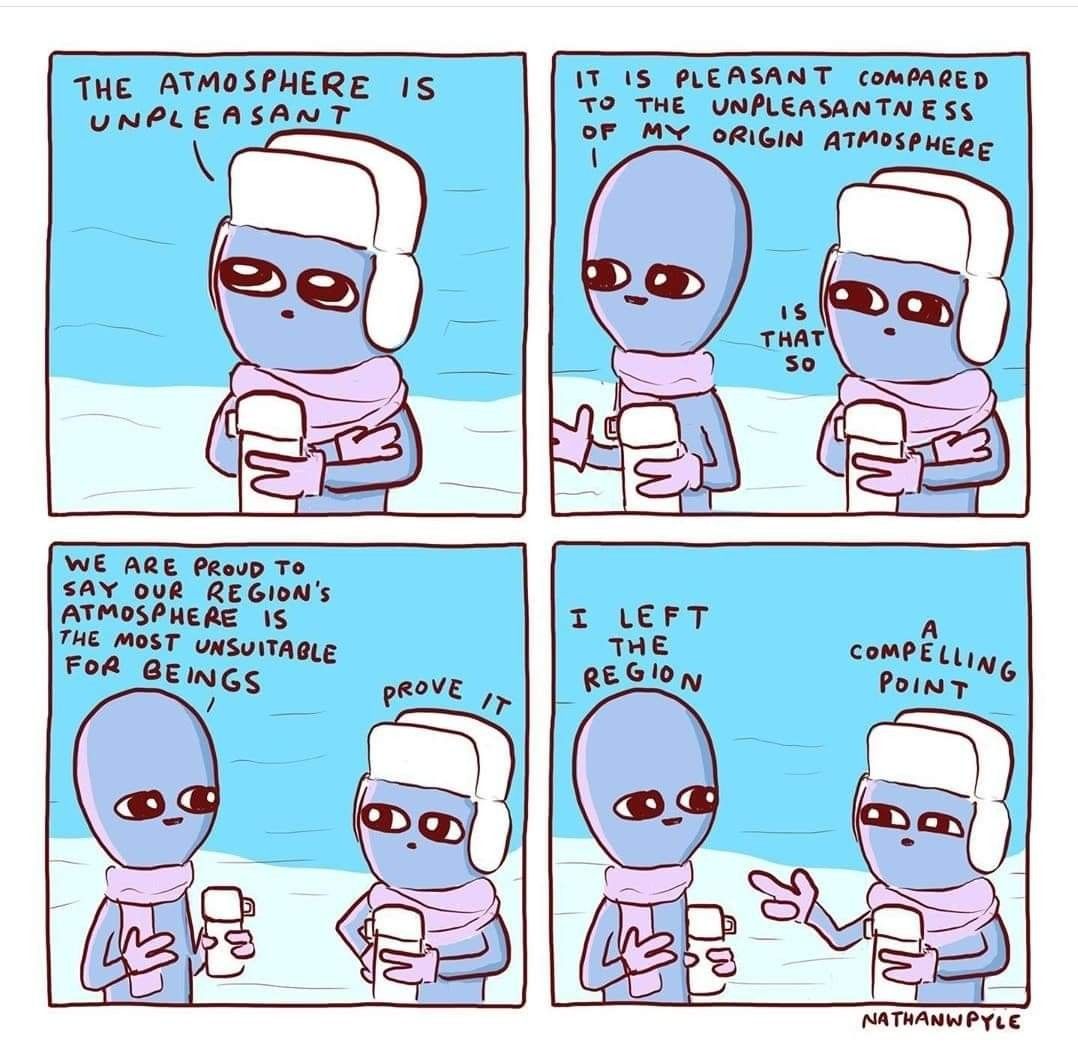 THE ATMOSPHERE IS
UNPLEASANT
IT IS PLEASANT COMPARED
TO THE UNPLEASANTNESS
OF MY ORIGIN ATMOSPHERE
IS
THAT
SO
WE ARE PROUD TO
SAY OUR REGION'S
ATMOSPHERE IS
THE MOST UNSUITABLE
FOR BEINGS
PROVE IT
I LEFT
THE
REGION
A
COMPELLING
POINT
NATHANWPYLE